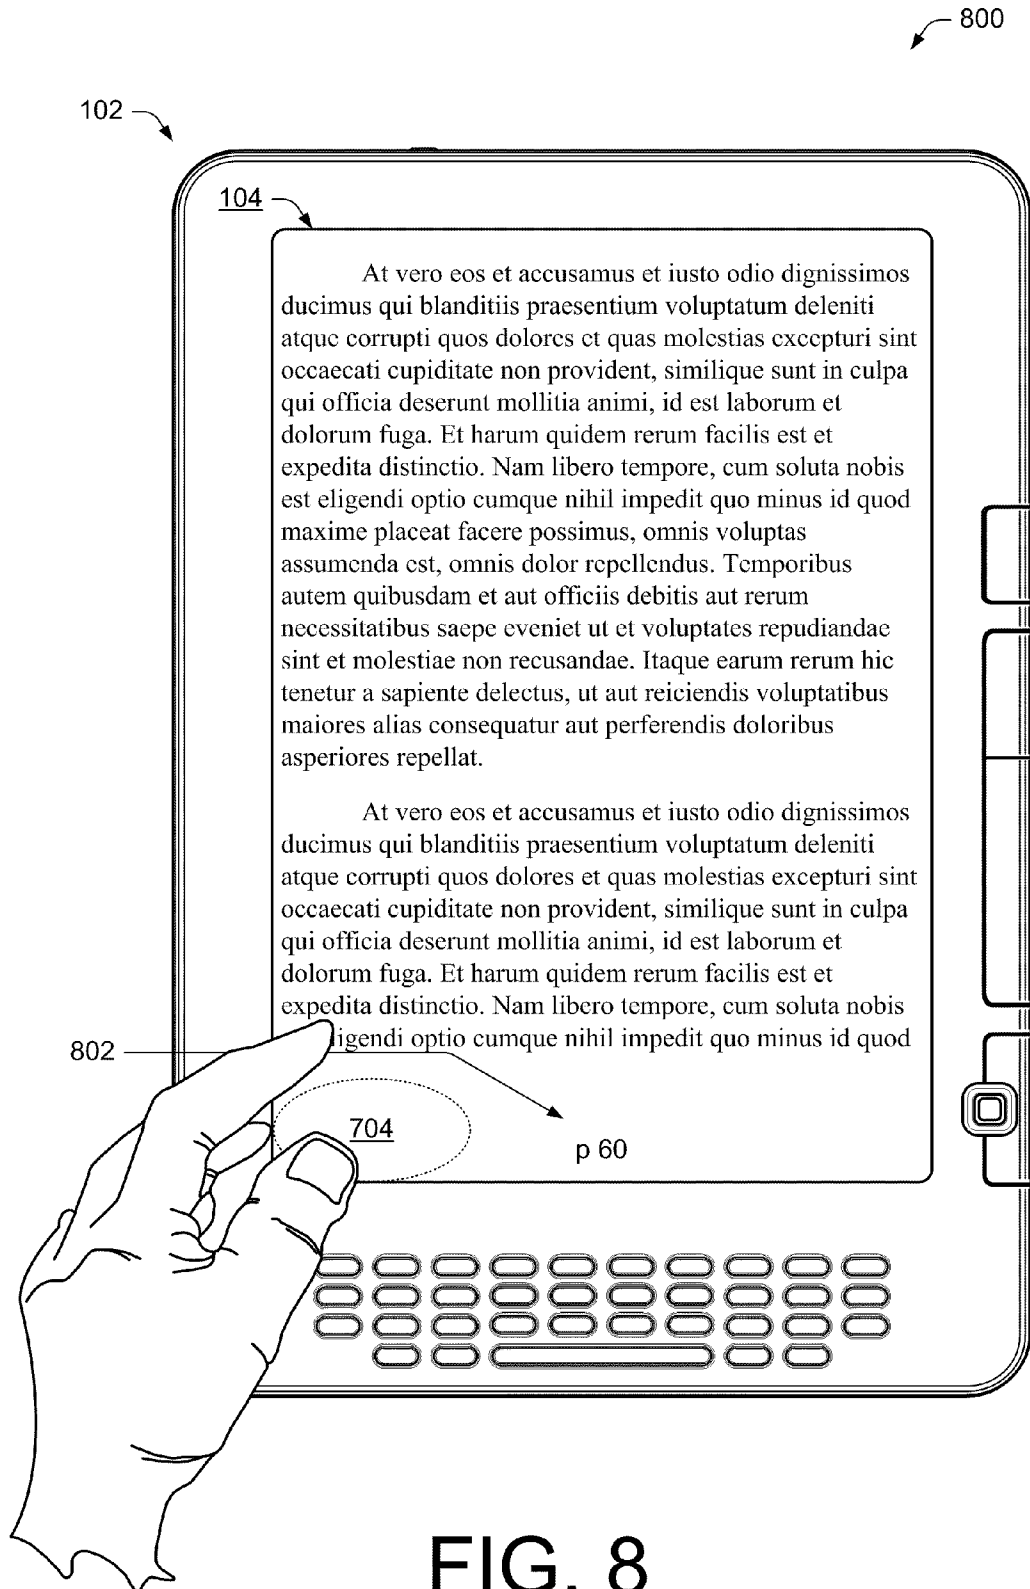 800
102
104
At vero eos et accusamus et iusto odio dignissimos
ducimus qui blanditiis praesentium voluptatum deleniti
atque corrupti quos dolores et quas molestias excepturi sint
occaecati cupiditate non provident, similique sunt in culpa
qui officia deserunt mollitia animi, id est laborum et
dolorum fuga. Et harum quidem rerum facilis est et
expedita distinctio. Nam libero tempore, cum soluta nobis
est eligendi optio cumque nihil impedit quo minus id quod
maxime placeat facere possimus, omnis voluptas
assumenda est, omnis dolor repellendus. Temporibus
autem quibusdam et aut officiis debitis aut rerum
necessitatibus saepe eveniet ut et voluptates repudiandae
sint et molestiae non recusandae. Itaque earum rerum hic
tenetur a sapiente delectus, ut aut reiciendis voluptatibus
maiores alias consequatur aut perferendis doloribus
asperiores repellat.
At vero eos et accusamus et iusto odio dignissimos
ducimus qui blanditiis praesentium voluptatum deleniti
atque corrupti quos dolores et quas molestias excepturi sint
occaecati cupiditate non provident, similique sunt in culpa
qui officia deserunt mollitia animi, id est laborum et
dolorum fuga. Et harum quidem rerum facilis est et
expedita distinctio. Nam libero tempore, cum soluta nobis
ligendi optio cumque nihil impedit quo minus id quod
802
704
p 60
FIG. 8